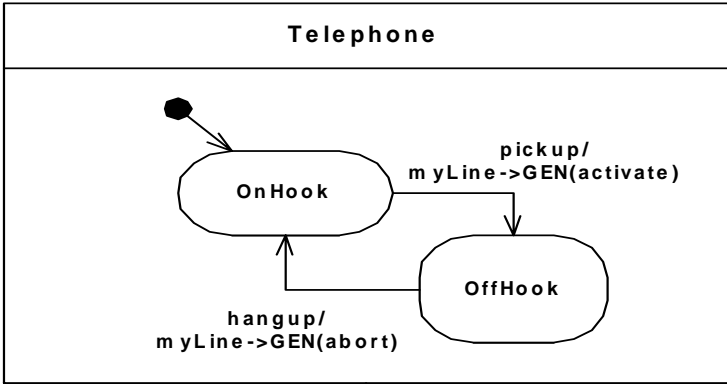 Telephone
pickup/
myLine->GEN(activate)
OnHook
OffHook
hangup/
myLine->GEN(abort)